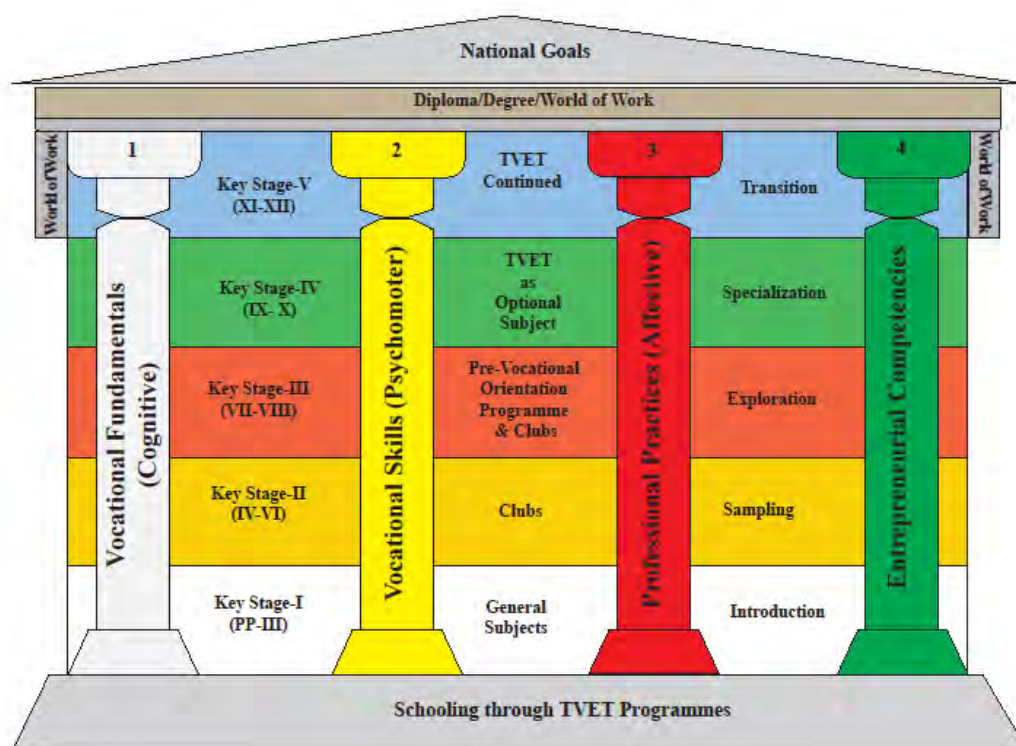 National Goals
Diploma/Degree/World of Work
World of Work
1
2
3
4
World of Work
Key Stage-V
(XI-XII)
TVET
Continued
Transition
Key Stage-IV
(IX- X)
TVET
as
Optional
Subject
Specialization
Key Stage-III
(VII-VIII)
Pre-Vocational
Orientation
Programme
& Clubs
Exploration
Key Stage-II
(IV-VI)
Clubs
Sampling
Key Stage-I
(PP-III)
General
Subjects
Introduction
Vocational Fundamentals
(Cognitive)
Vocational Skills (Psychomoter)
Professional Practices (Affective)
Entrepreneurial Competencies
Schooling through TVET Programmes